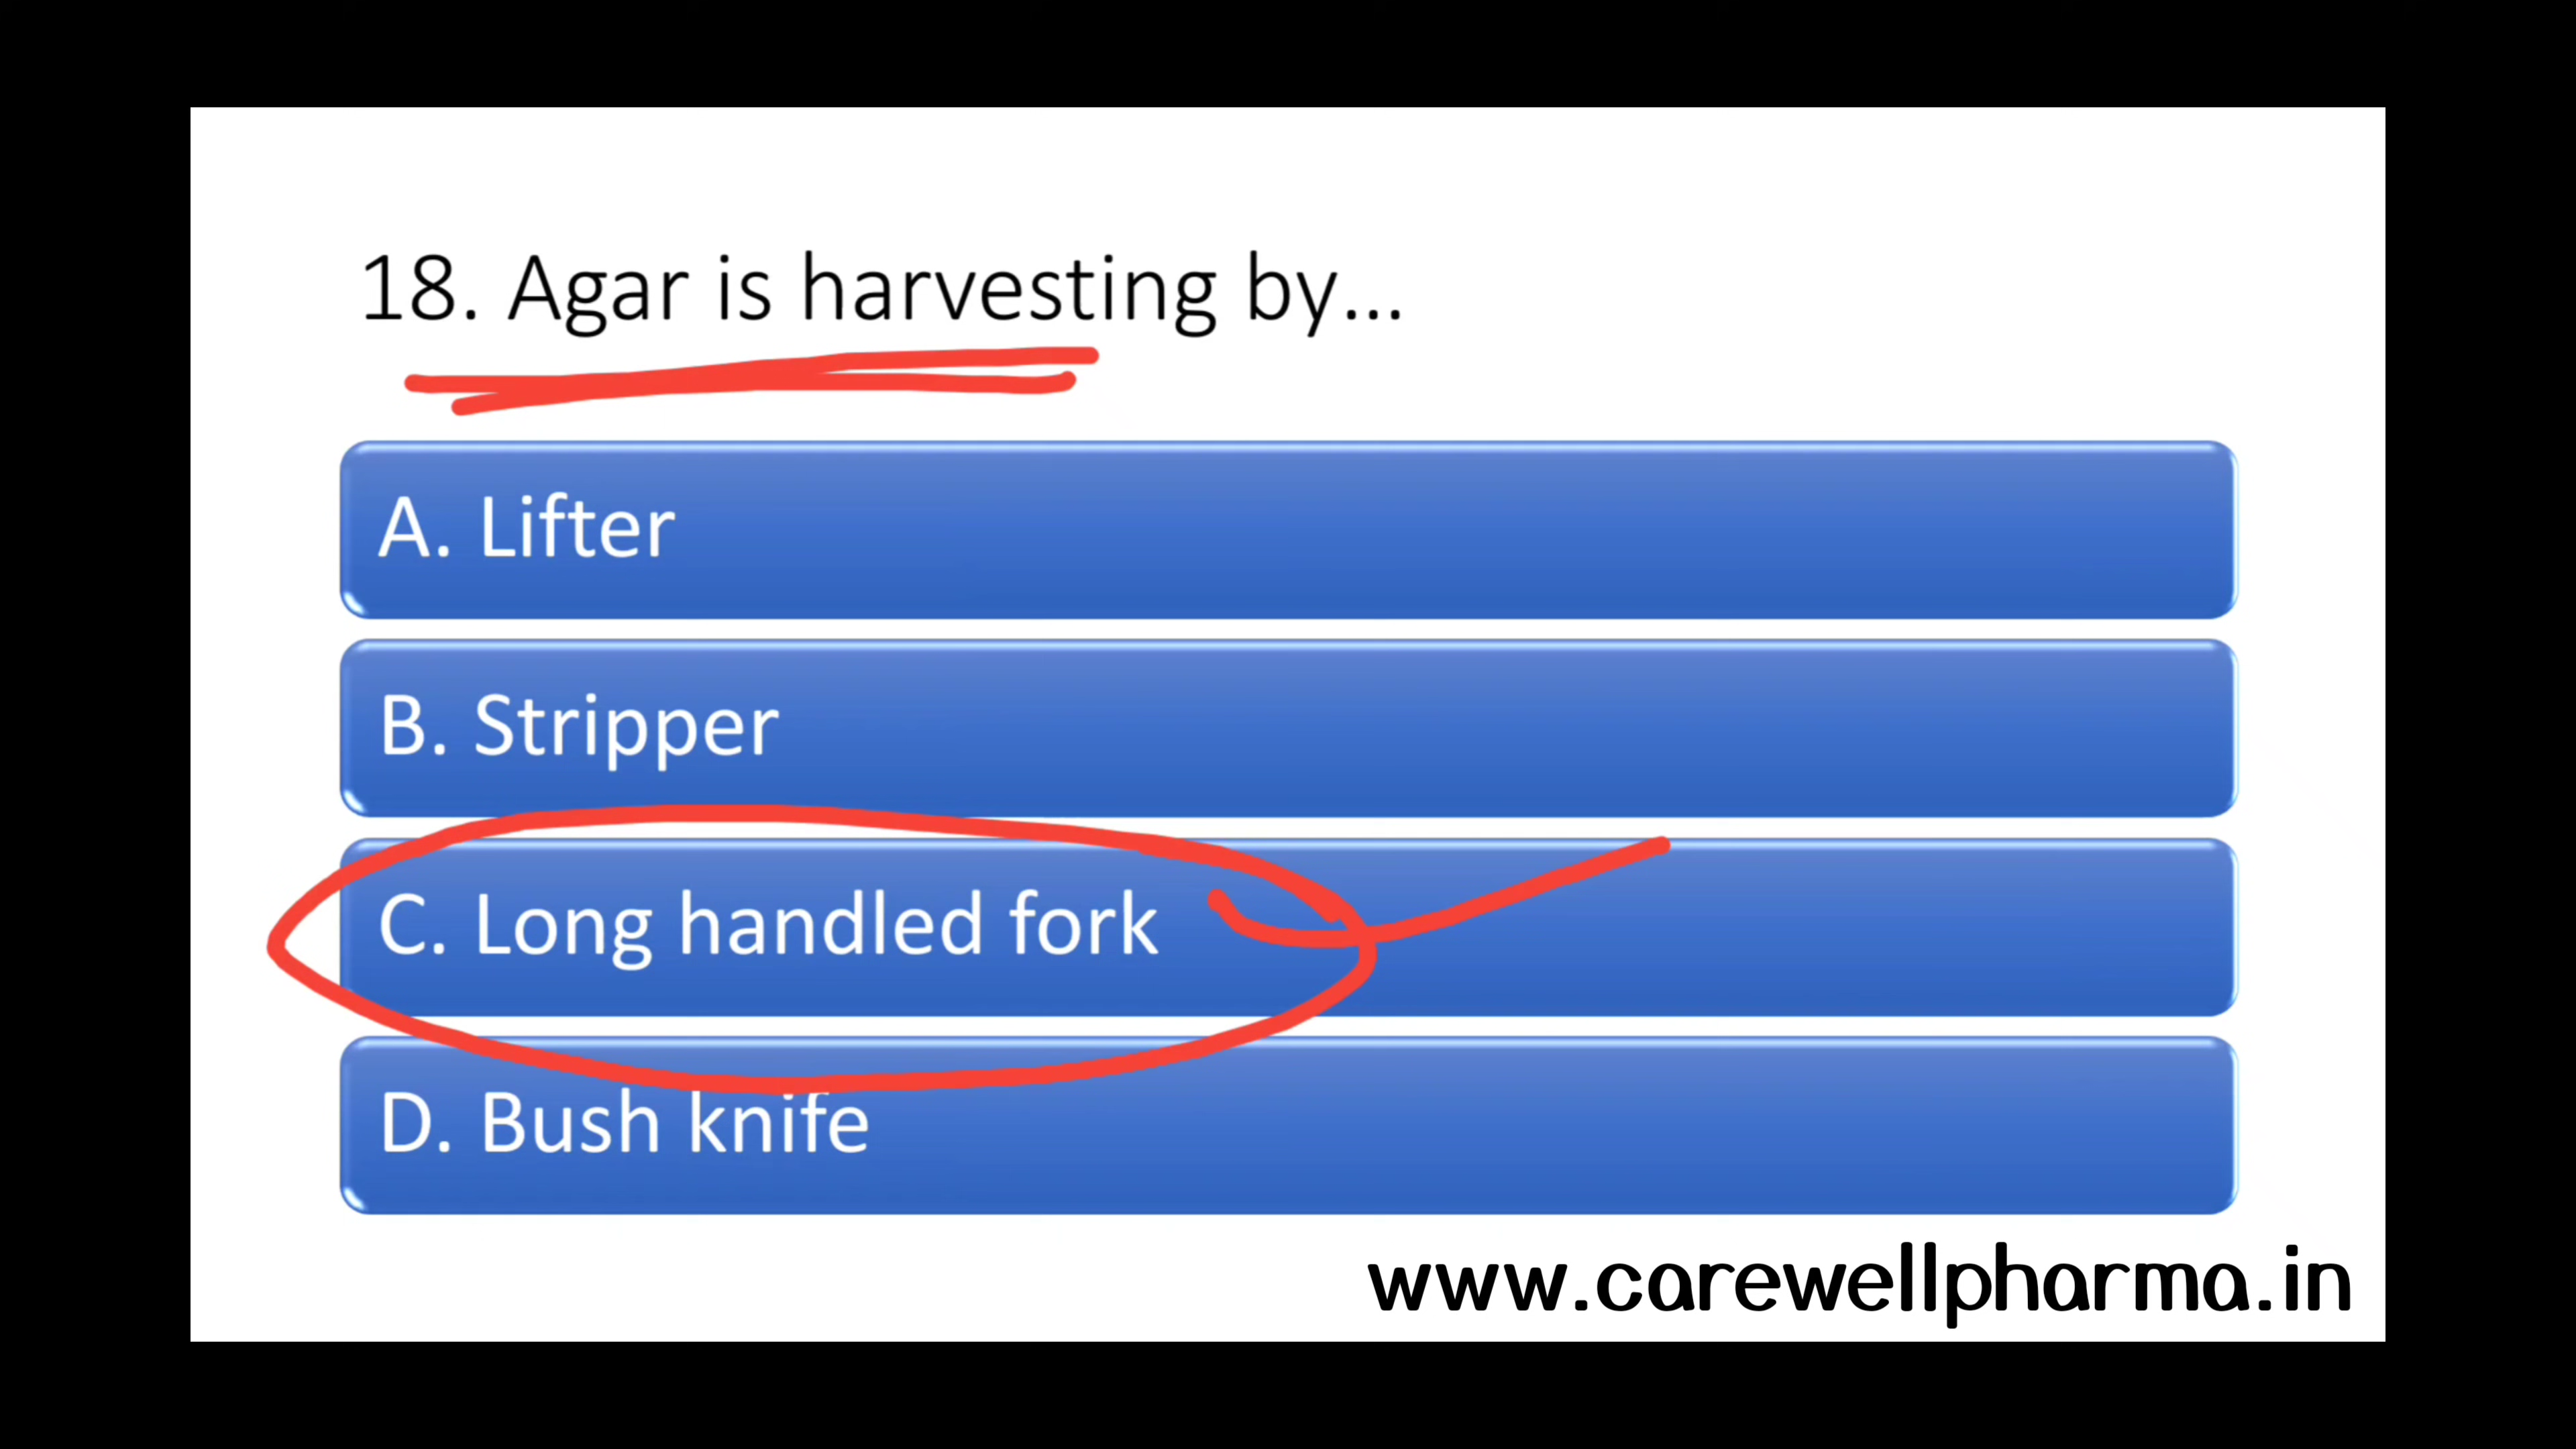 18. Agar is harvesting by...
A. Lifter
B. Stripper
C. Long handled fork
D. Bush knife
www.carewellpharma.in